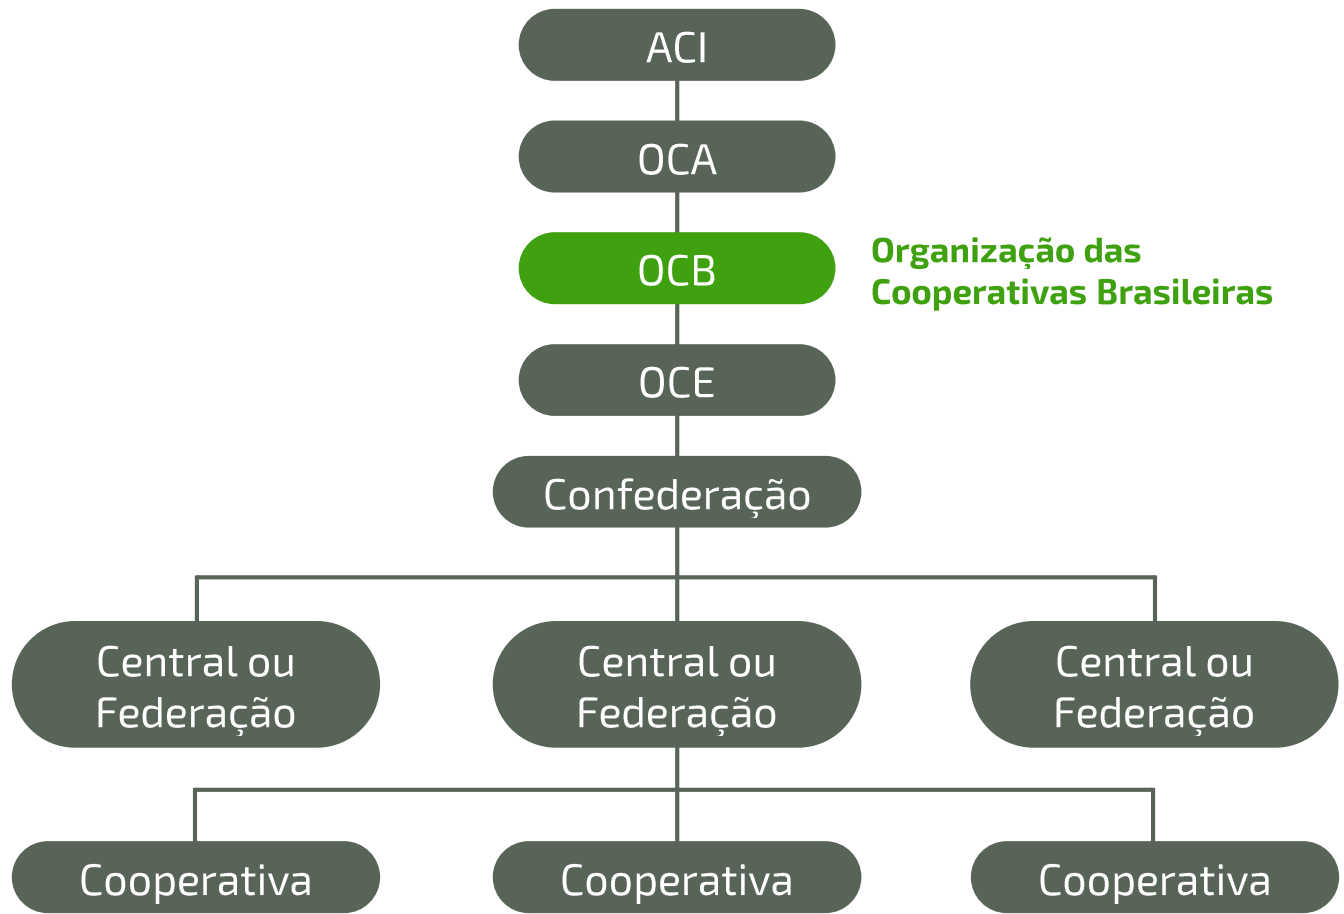 ACI
OCA
OCB
Organização das
Cooperativas Brasileiras
OCE
Confederação
Central ou
Federação
Central ou
Federação
Central ou
Federação
Cooperativa
Cooperativa
Cooperativa